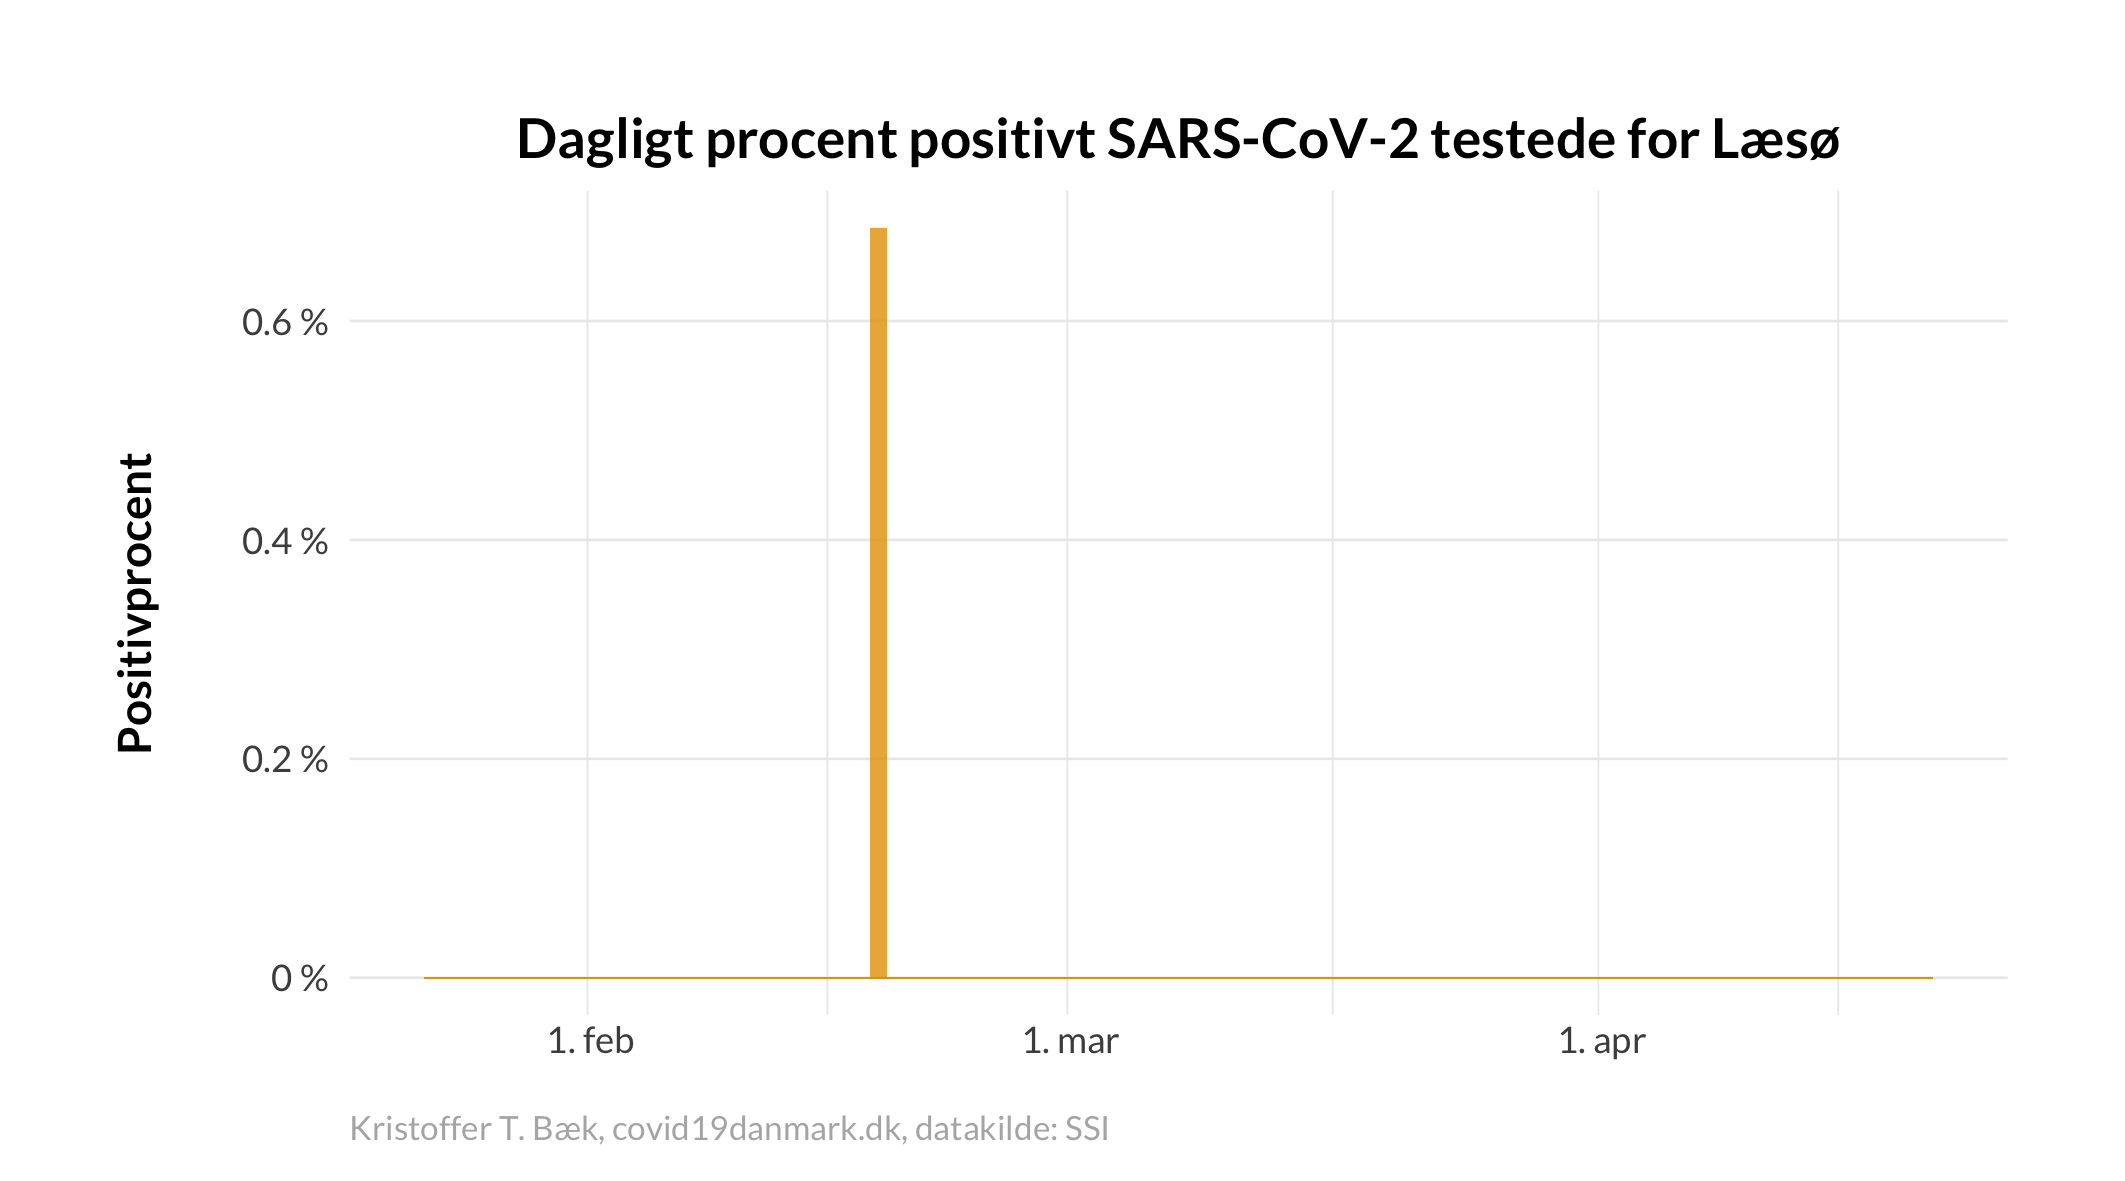 Dagligt procent positivt SARS-CoV-2 testede for Læsø
Positivprocent
0.6 %
0.4 %
0.2 %
0 %
1. feb
1. mar
1. apr
Kristoffer T. Bæk, covid19danmark.dk, datakilde: SSI